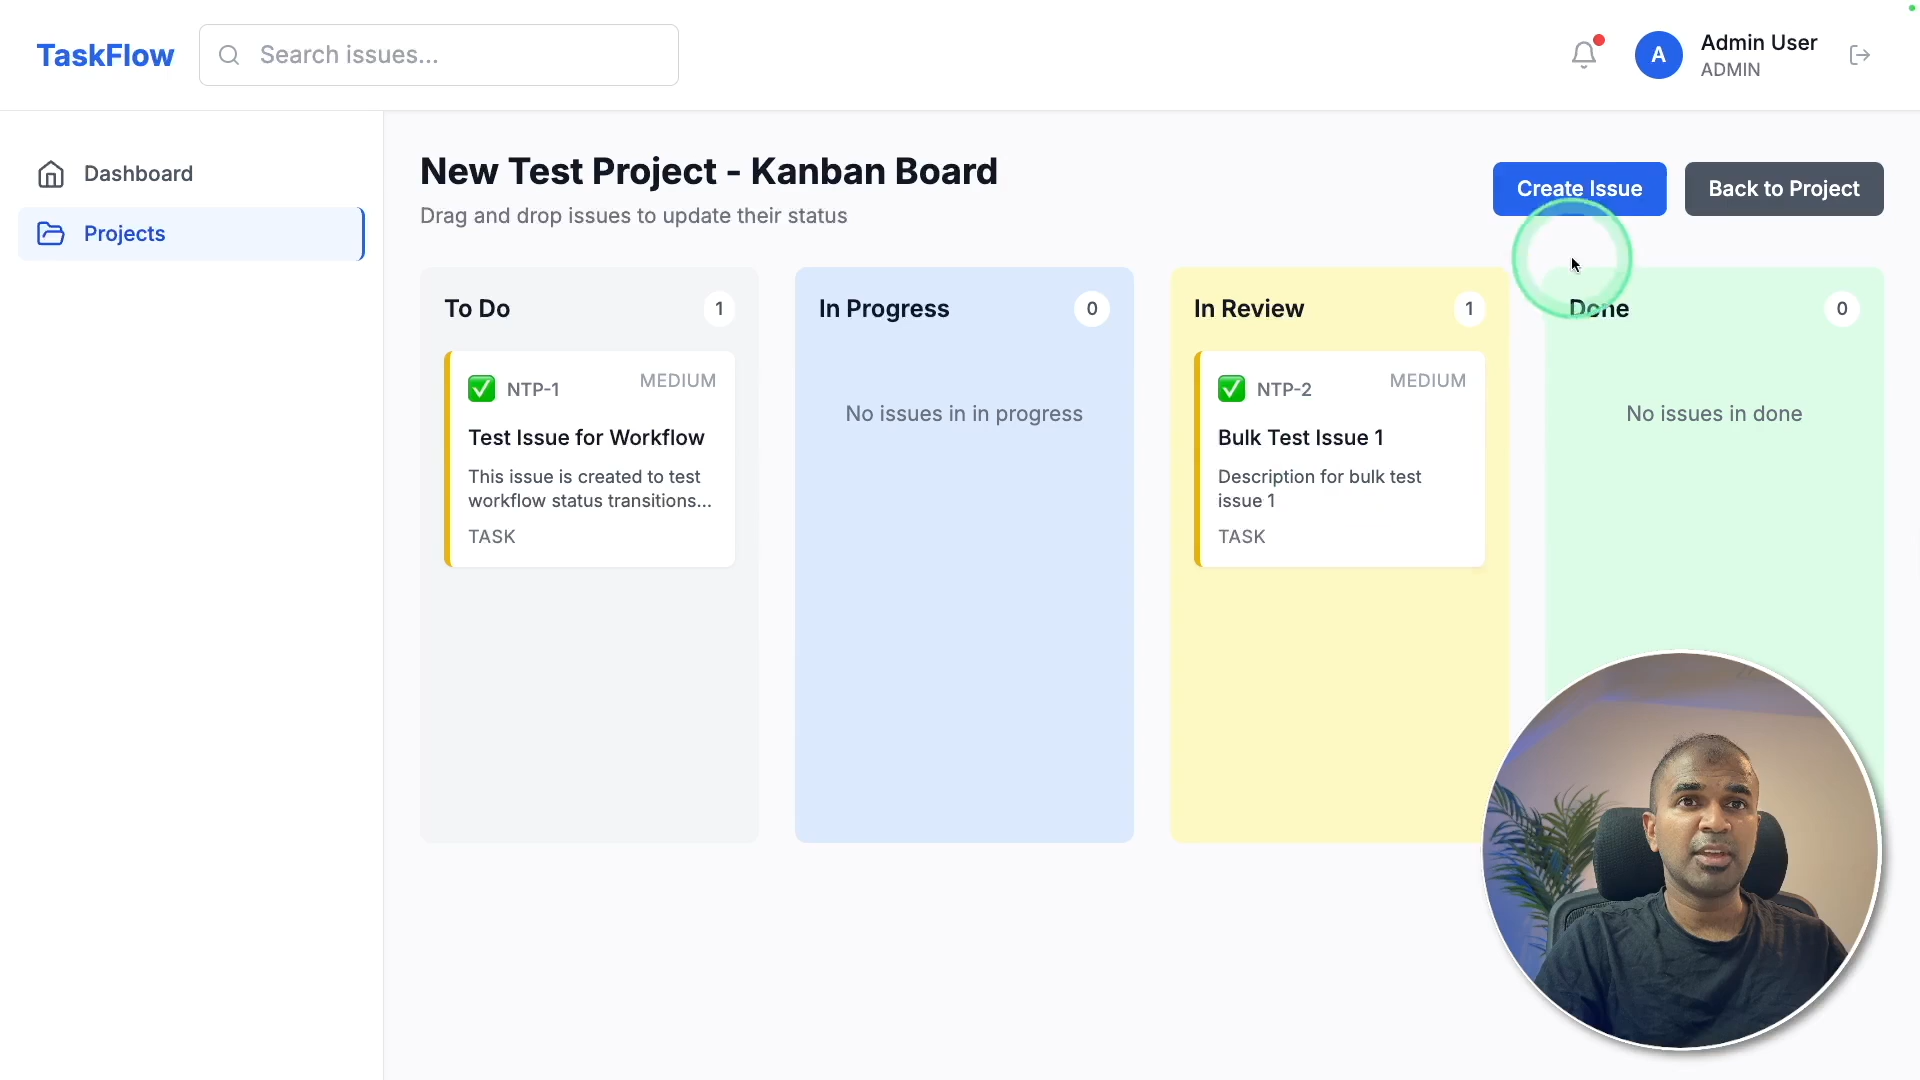 TaskFlow
Search issues...
A
Admin User
ADMIN
Dashboard
Projects
New Test Project - Kanban Board
Drag and drop issues to update their status
Create Issue
Back to Project
To Do
1
NTP-1
MEDIUM
Test Issue for Workflow
This issue is created to test
workflow status transitions...
TASK
In Progress
0
No issues in in progress
In Review
1
NTP-2
MEDIUM
Bulk Test Issue 1
Description for bulk test
issue 1
TASK
Done
0
No issues in done